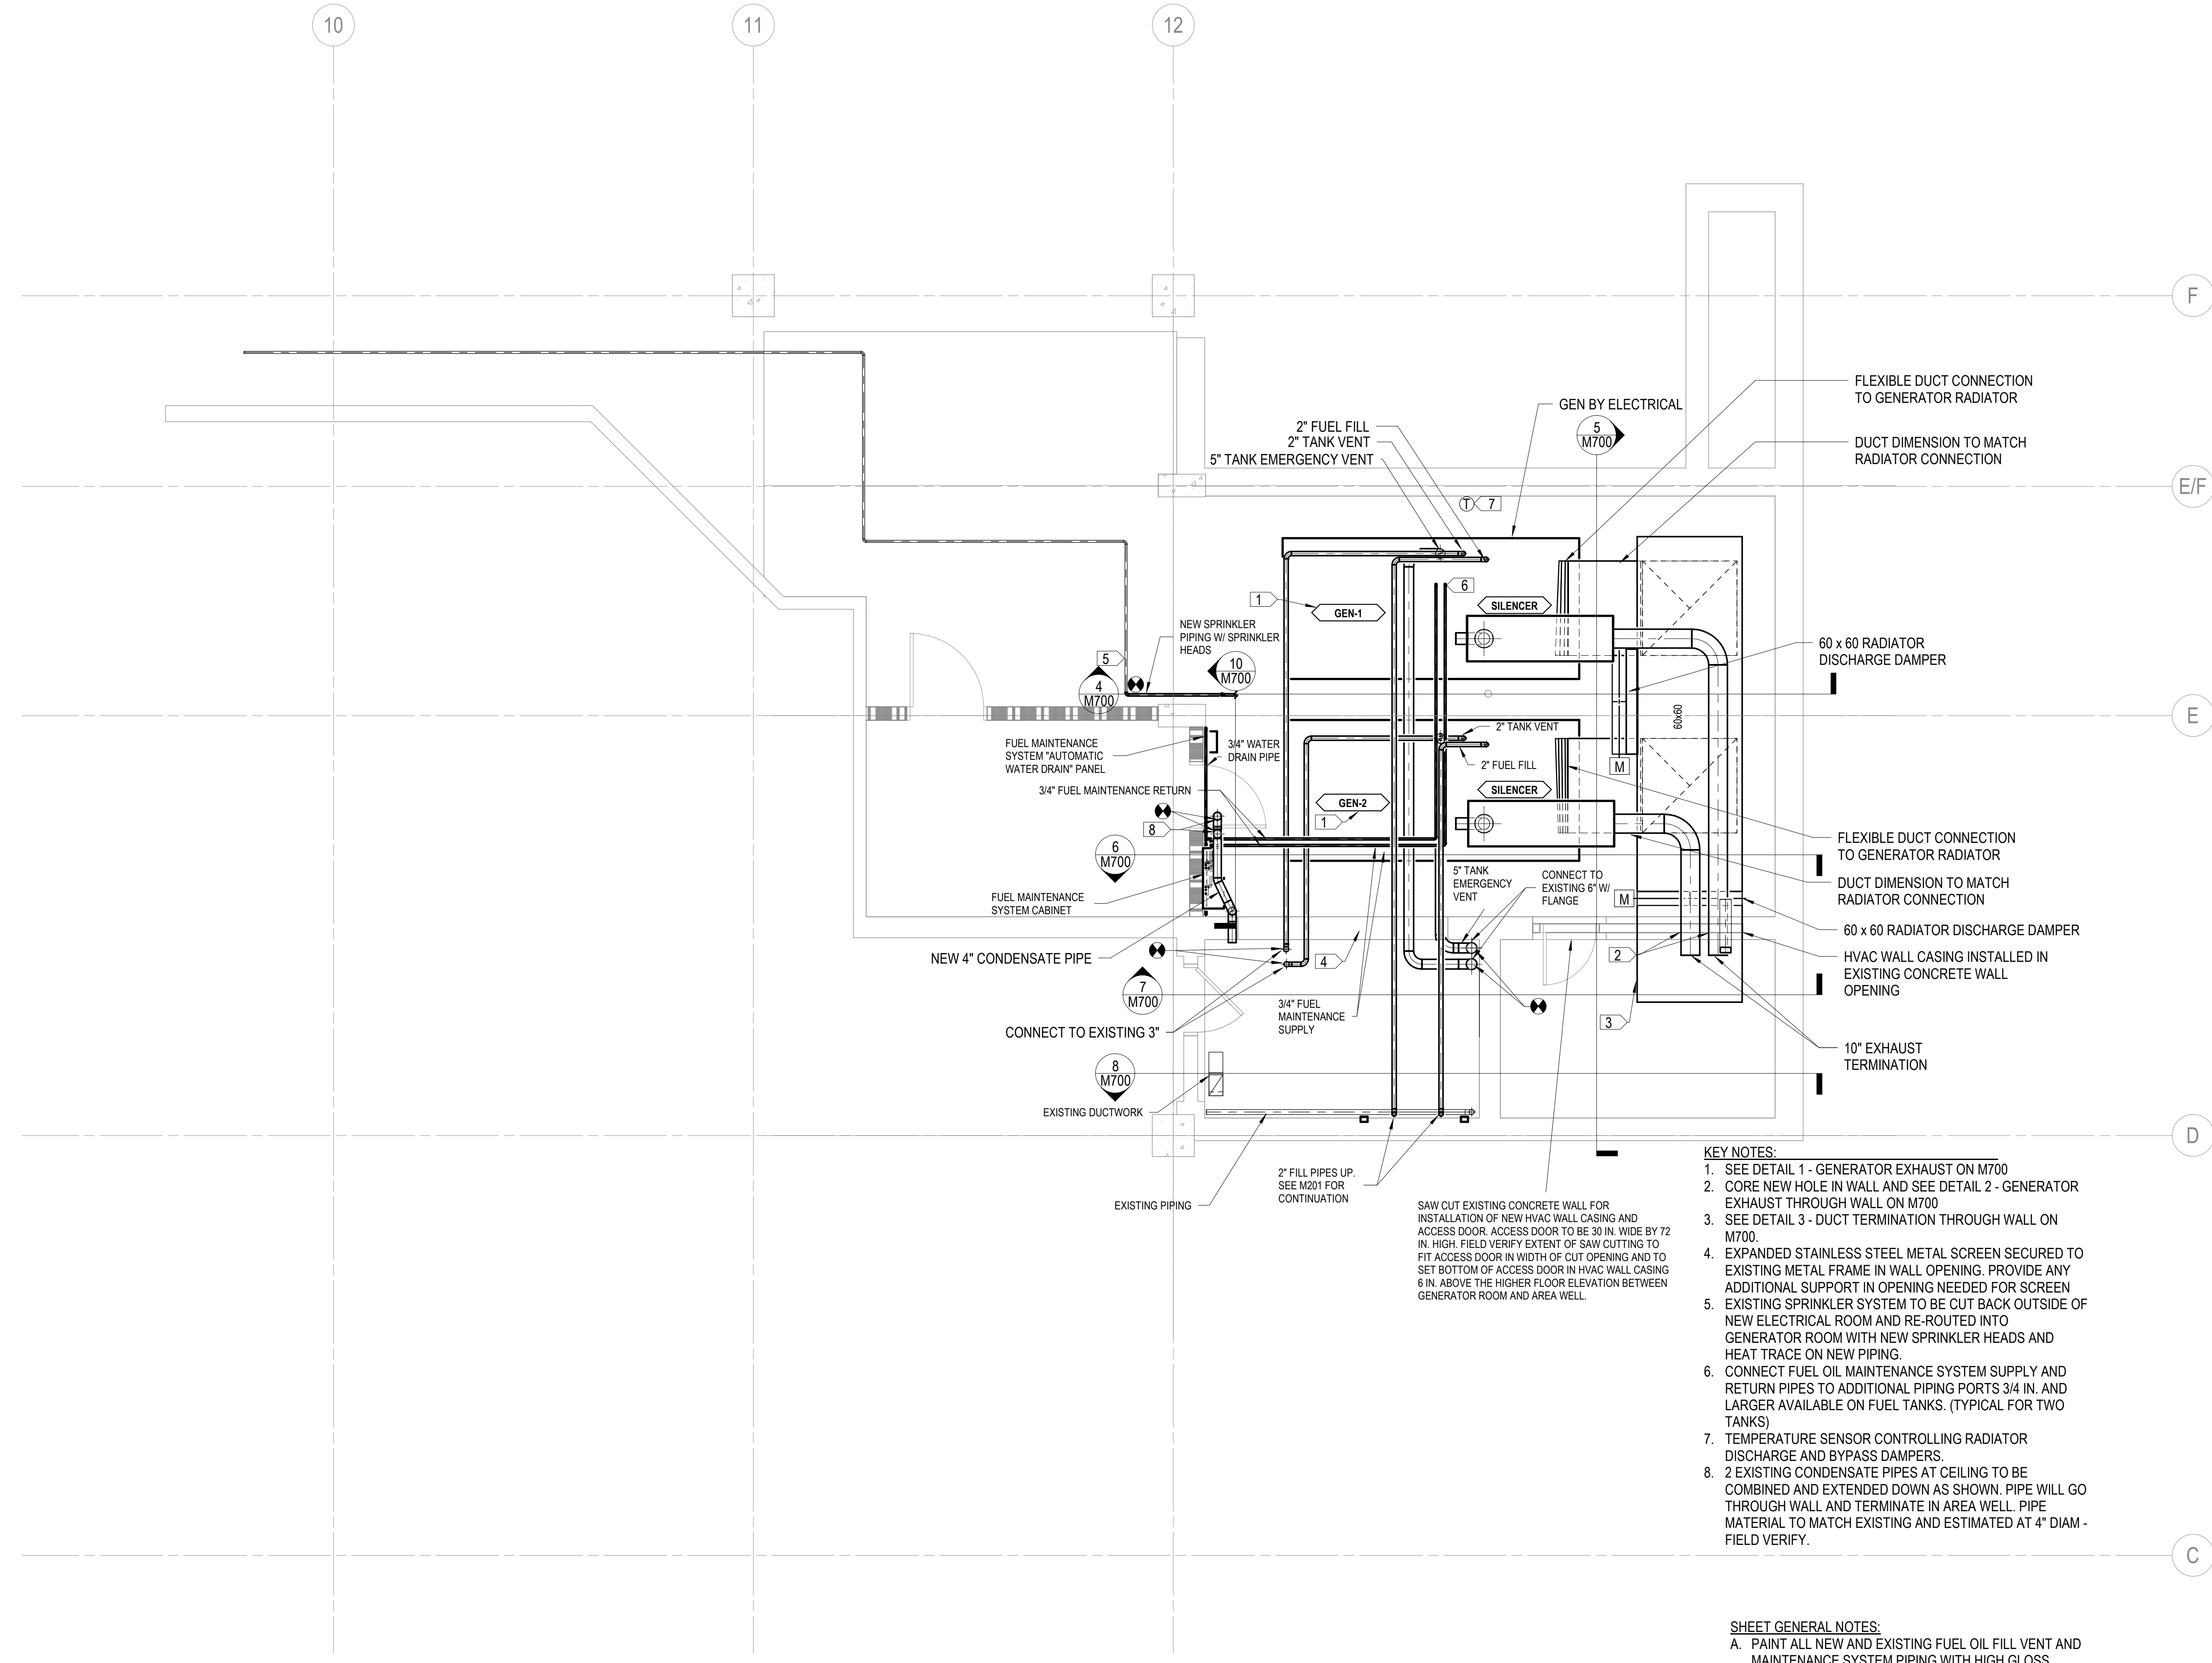 10
11
12
F
E/F
E
D
C
FLEXIBLE DUCT CONNECTION
TO GENERATOR RADIATOR
GEN BY ELECTRICAL
5
M700
2" FUEL FILL
2" TANK VENT
5" TANK EMERGENCY VENT
DUCT DIMENSION TO MATCH
RADIATOR CONNECTION
T
7
6
1
GEN-1
SILENCER
NEW SPRINKLER
PIPING W/ SPRINKLER
HEADS
5
4
M700
10
M700
60 x 60 RADIATOR
DISCHARGE DAMPER
60x60
2" TANK VENT
FUEL MAINTENANCE
SYSTEM "AUTOMATIC
WATER DRAIN" PANEL
3/4" WATER
DRAIN PIPE
2" FUEL FILL
M
3/4" FUEL MAINTENANCE RETURN
SILENCER
GEN-2
1
8
6
M700
FLEXIBLE DUCT CONNECTION
TO GENERATOR RADIATOR
5" TANK
EMERGENCY
VENT
CONNECT TO
EXISTING 6" W/
FLANGE
FUEL MAINTENANCE
SYSTEM CABINET
M
DUCT DIMENSION TO MATCH
RADIATOR CONNECTION
60 x 60 RADIATOR DISCHARGE DAMPER
NEW 4" CONDENSATE PIPE
4
2
HVAC WALL CASING INSTALLED IN
EXISTING CONCRETE WALL
OPENING
7
M700
3/4" FUEL
MAINTENANCE
SUPPLY
3
CONNECT TO EXISTING 3"
10" EXHAUST
TERMINATION
8
M700
EXISTING DUCTWORK
2" FILL PIPES UP.
SEE M201 FOR
CONTINUATION
EXISTING PIPING
SAW CUT EXISTING CONCRETE WALL FOR
INSTALLATION OF NEW HVAC WALL CASING AND
ACCESS DOOR. ACCESS DOOR TO BE 30 IN. WIDE BY 72
IN. HIGH. FIELD VERIFY EXTENT OF SAW CUTTING TO
FIT ACCESS DOOR IN WIDTH OF CUT OPENING AND TO
SET BOTTOM OF ACCESS DOOR IN HVAC WALL CASING
6 IN. ABOVE THE HIGHER FLOOR ELEVATION BETWEEN
GENERATOR ROOM AND AREA WELL.
KEY NOTES:
1. SEE DETAIL 1 - GENERATOR EXHAUST ON M700
2. CORE NEW HOLE IN WALL AND SEE DETAIL 2 - GENERATOR
EXHAUST THROUGH WALL ON M700
3. SEE DETAIL 3 - DUCT TERMINATION THROUGH WALL ON
M700.
4. EXPANDED STAINLESS STEEL METAL SCREEN SECURED TO
EXISTING METAL FRAME IN WALL OPENING. PROVIDE ANY
ADDITIONAL SUPPORT IN OPENING NEEDED FOR SCREEN
5. EXISTING SPRINKLER SYSTEM TO BE CUT BACK OUTSIDE OF
NEW ELECTRICAL ROOM AND RE-ROUTED INTO
GENERATOR ROOM WITH NEW SPRINKLER HEADS AND
HEAT TRACE ON NEW PIPING.
6. CONNECT FUEL OIL MAINTENANCE SYSTEM SUPPLY AND
RETURN PIPES TO ADDITIONAL PIPING PORTS 3/4 IN. AND
LARGER AVAILABLE ON FUEL TANKS. (TYPICAL FOR TWO
TANKS)
7. TEMPERATURE SENSOR CONTROLLING RADIATOR
DISCHARGE AND BYPASS DAMPERS.
8. 2 EXISTING CONDENSATE PIPES AT CEILING TO BE
COMBINED AND EXTENDED DOWN AS SHOWN. PIPE WILL GO
THROUGH WALL AND TERMINATE IN AREA WELL. PIPE
MATERIAL TO MATCH EXISTING AND ESTIMATED AT 4" DIAM -
FIELD VERIFY.
SHEET GENERAL NOTES:
A. PAINT ALL NEW AND EXISTING FUEL OIL FILL VENT AND
MAINTENANCE SYSTEM PIPING WITH HIGH GLOSS